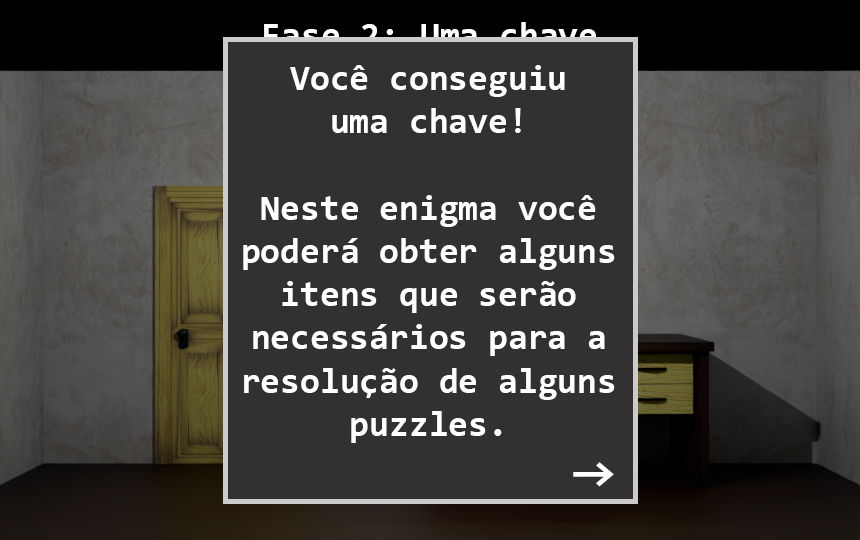 Fase 2: Uma chave
Você conseguiu
uma chave!
Neste enigma você
poderá obter alguns
itens que serão
necessários para a
resolução de alguns
puzzles.